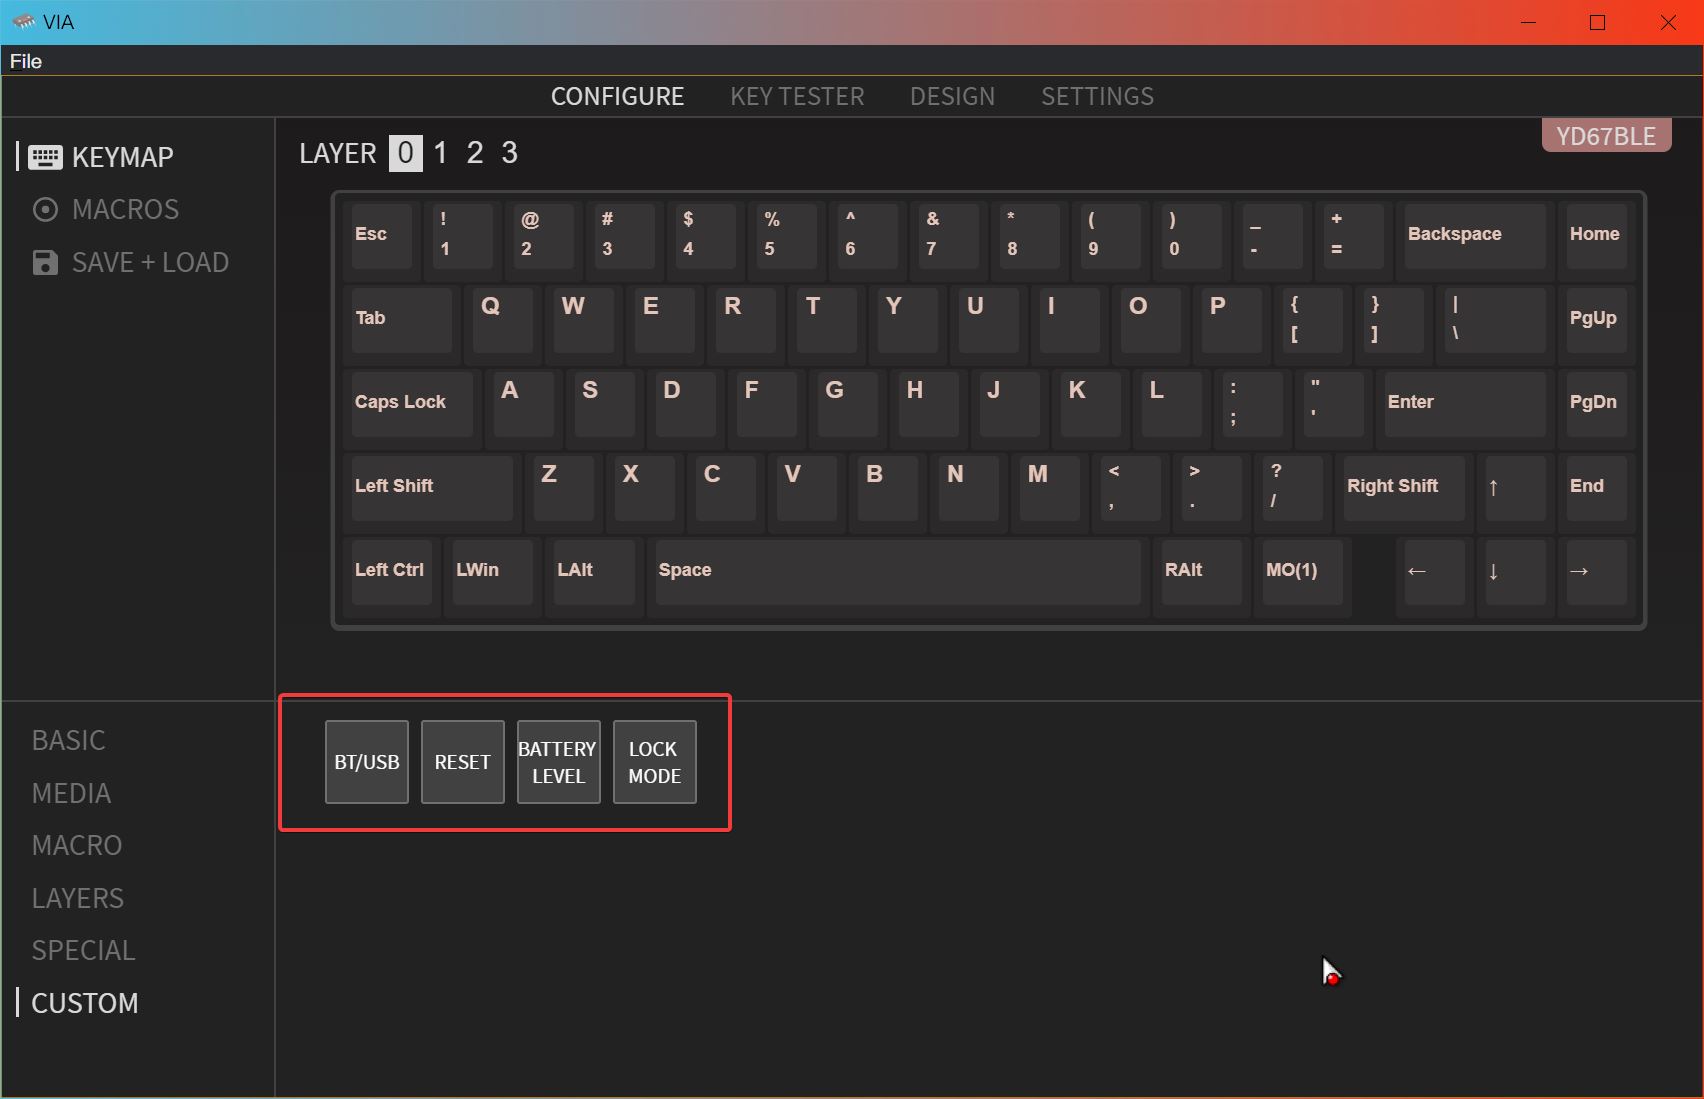 VIA
File
CONFIGURE KEY TESTER DESIGN SETTINGS
KEYMAP
MACROS
SAVE + LOAD
LAYER 0 1 2 3
YD67BLE
Esc ! 1 @ 2 # 3 $ 4 % 5 ^ 6 & 7 * 8 ( 9 ) 0 _ - + = Backspace Home
Tab Q W E R T Y U I O P { [ } ] | \ PgUp
Caps Lock A S D F G H J K L : ; " ' Enter PgDn
Left Shift Z X C V B N M < , > . ? / Right Shift ↑ End
Left Ctrl LWin LAlt Space RAlt MO(1) ← ↓ →
BASIC
MEDIA
MACRO
LAYERS
SPECIAL
CUSTOM
BT/USB
RESET
BATTERY
LEVEL
LOCK
MODE